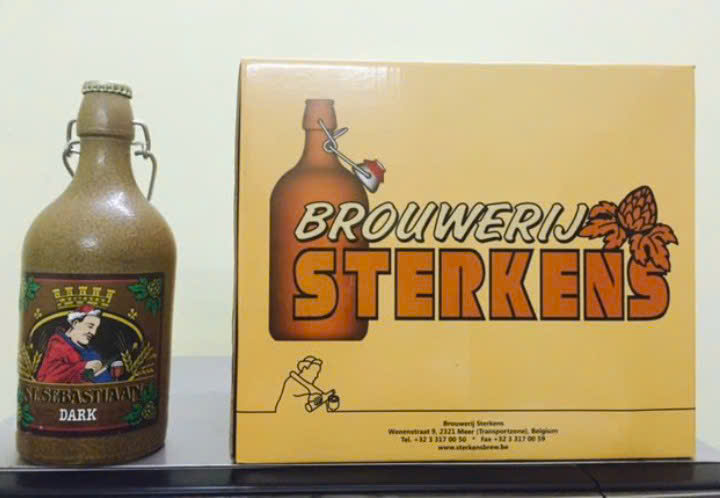 ST. SEBASTIAAN
DARK
BROUWERIJ
STERKENS
Brouwerij Sterkens
Wenenstraat 9, 2321 Meer (Transportzone), Belgium
Tel. +32 3 317 00 50 * Fax +32 3 317 00 59
www.sterkensbrew.be